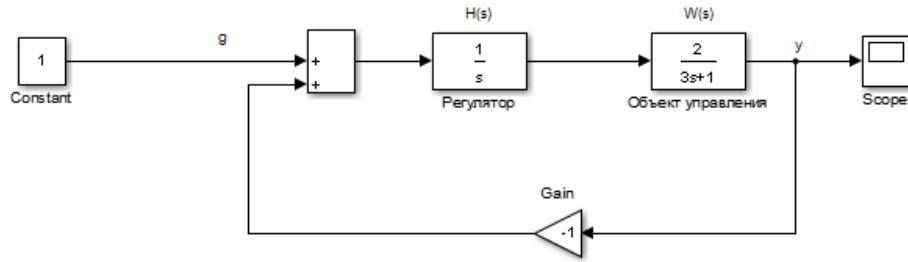 H(s)
W(s)
g
y
1
+
+
1
s
2
3s+1
Constant
Регулятор
Объект управления
Scope
Gain
-1